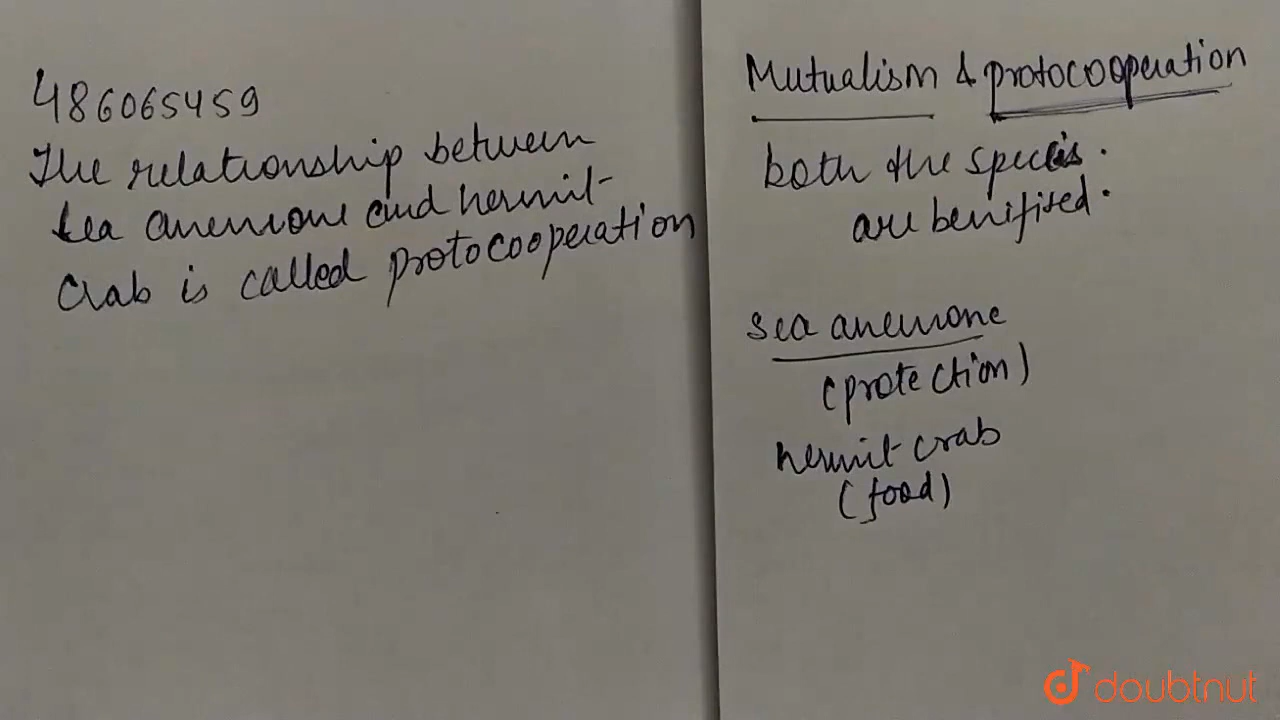 486065459
The relationship between
sea anemone and hermit
crab is called protocooperation
Mutualism & protocooperation
both the species.
are benifited.
sea anemone
(protection)
hermit crab
(food)
doubtnut